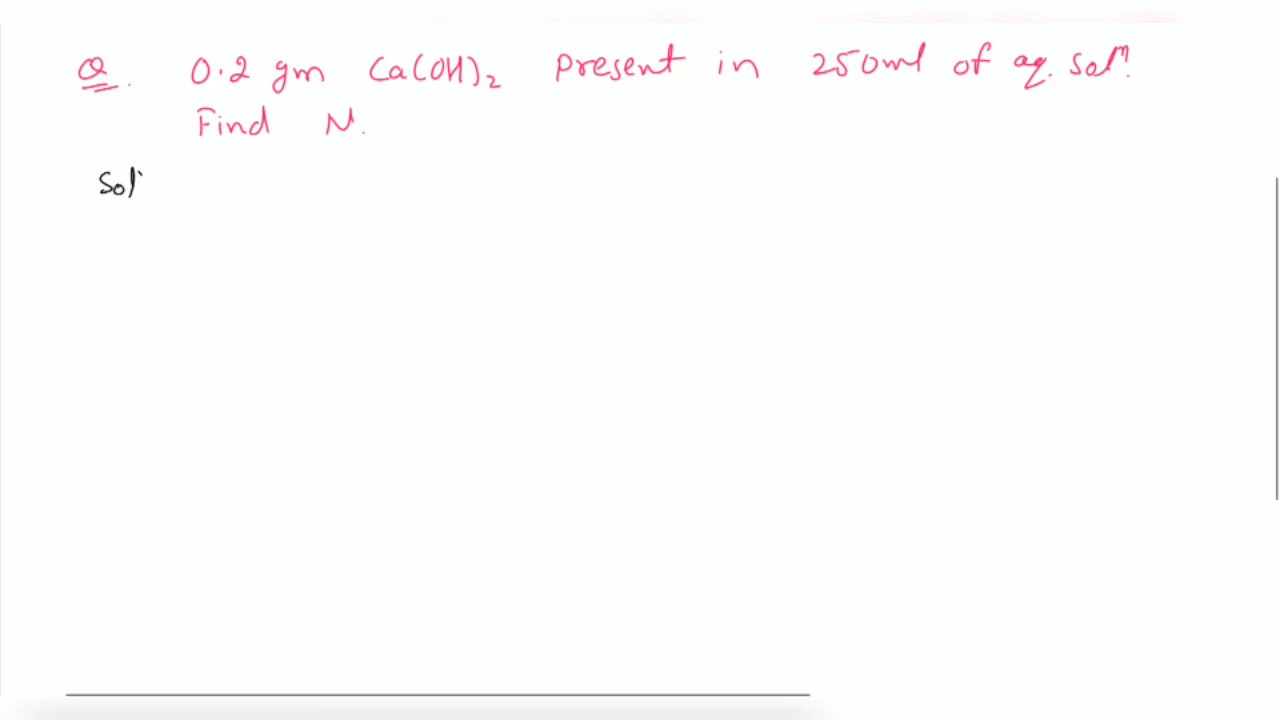 Q. 0.2 gm Ca(OH)₂ present in 250ml of aq. solⁿ.
Find N.
Sol